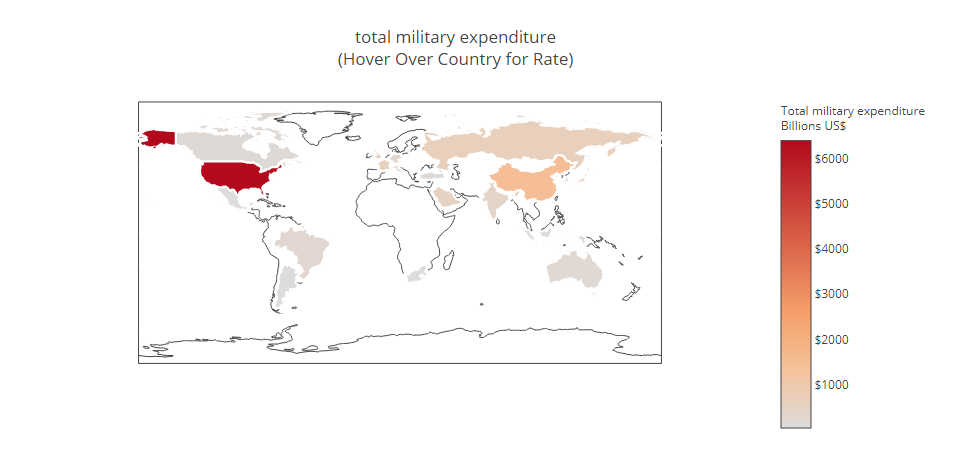 total military expenditure
(Hover Over Country for Rate)
Total military expenditure
Billions US$
$6000
$5000
$4000
$3000
$2000
$1000